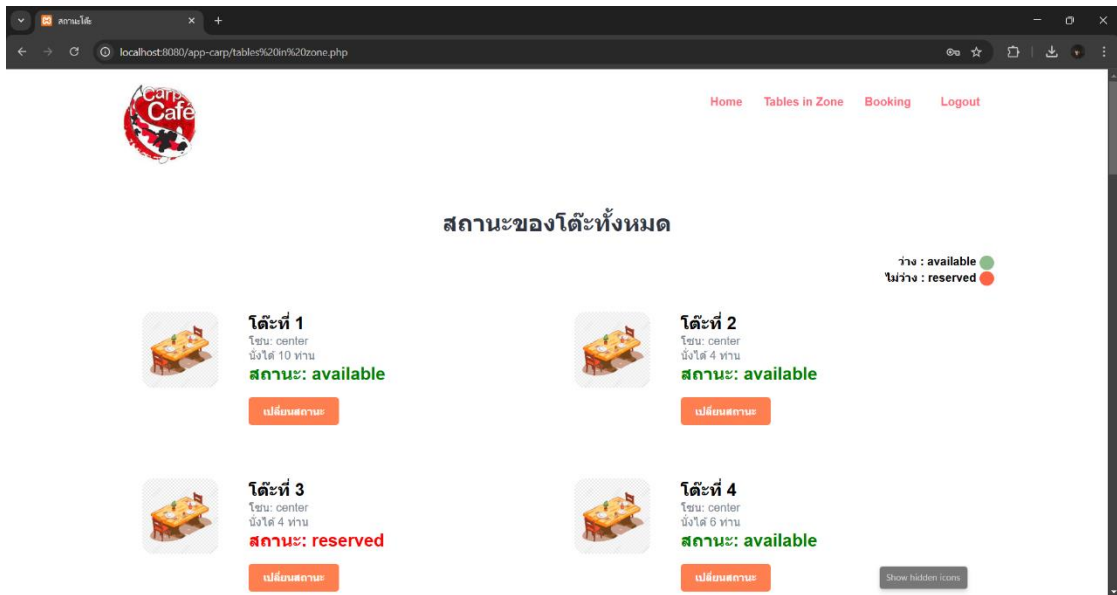 สถานะโต๊ะ
localhost:8080/app-carp/tables%20in%20zone.php
Carp
Café
Home Tables in Zone Booking Logout
สถานะของโต๊ะทั้งหมด
ว่าง : available
ไม่ว่าง : reserved
โต๊ะที่ 1
โซน: center
นั่งได้ 10 ท่าน
สถานะ: available
เปลี่ยนสถานะ
โต๊ะที่ 2
โซน: center
นั่งได้ 4 ท่าน
สถานะ: available
เปลี่ยนสถานะ
โต๊ะที่ 3
โซน: center
นั่งได้ 4 ท่าน
สถานะ: reserved
เปลี่ยนสถานะ
โต๊ะที่ 4
โซน: center
นั่งได้ 6 ท่าน
สถานะ: available
เปลี่ยนสถานะ
Show hidden icons